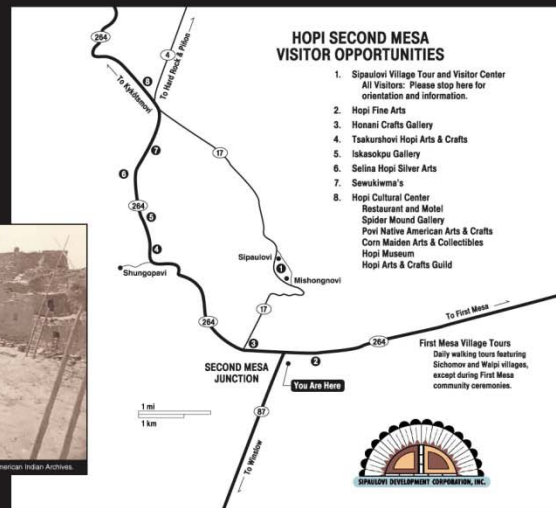 HOPI SECOND MESA
VISITOR OPPORTUNITIES
1. Sipaulovi Village Tour and Visitor Center
All Visitors: Please stop here for
orientation and information.
2. Hopi Fine Arts
3. Honani Crafts Gallery
4. Tsakurshovi Hopi Arts & Crafts
5. Iskasokpu Gallery
6. Selina Hopi Silver Arts
7. Sewukiwma's
8. Hopi Cultural Center
Restaurant and Motel
Spider Mound Gallery
Povi Native American Arts & Crafts
Corn Maiden Arts & Collectibles
Hopi Museum
Hopi Arts & Crafts Guild
264
4
To Hard Rock & Piñon
8
To Kykötsmovi
7
17
6
264
5
4
Shungopavi
Sipaulovi
1
Mishongnovi
17
264
3
SECOND MESA
JUNCTION
2
264
To First Mesa
You Are Here
87
To Winslow
1 mi
1 km
First Mesa Village Tours
Daily walking tours featuring
Sichomovi and Walpi villages,
except during First Mesa
community ceremonies.
SIPAULOVI DEVELOPMENT CORPORATION, INC.
American Indian Archives.